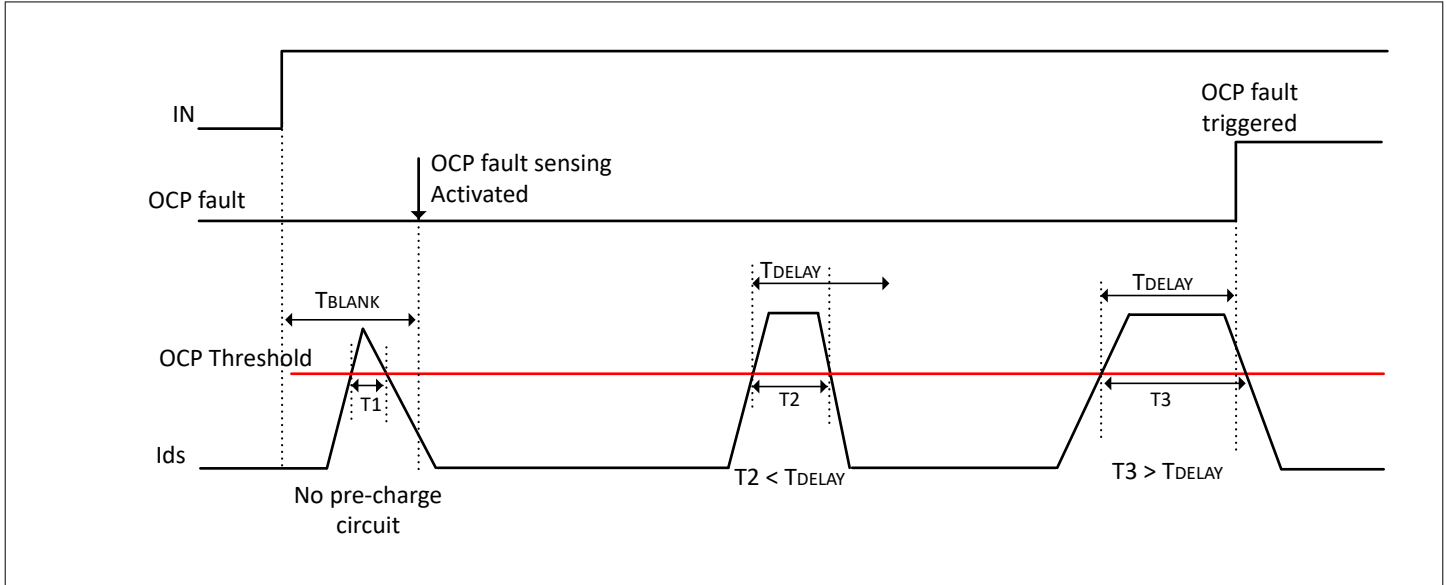 IN
OCP fault
triggered
OCP fault
OCP fault sensing
Activated
TBLANK
TDELAY
TDELAY
OCP Threshold
T1
T2
T3
Ids
T2 < TDELAY
T3 > TDELAY
No pre-charge
circuit